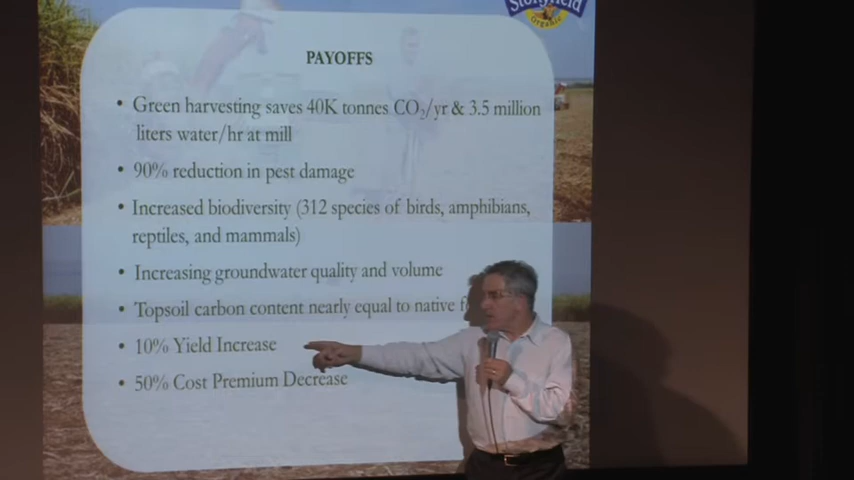 Stonyfield
Organic
PAYOFFS
• Green harvesting saves 40K tonnes CO₂/yr & 3.5 million
liters water/hr at mill
• 90% reduction in pest damage
• Increased biodiversity (312 species of birds, amphibians,
reptiles, and mammals)
• Increasing groundwater quality and volume
• Topsoil carbon content nearly equal to native
• 10% Yield Increase
• 50% Cost Premium Decrease